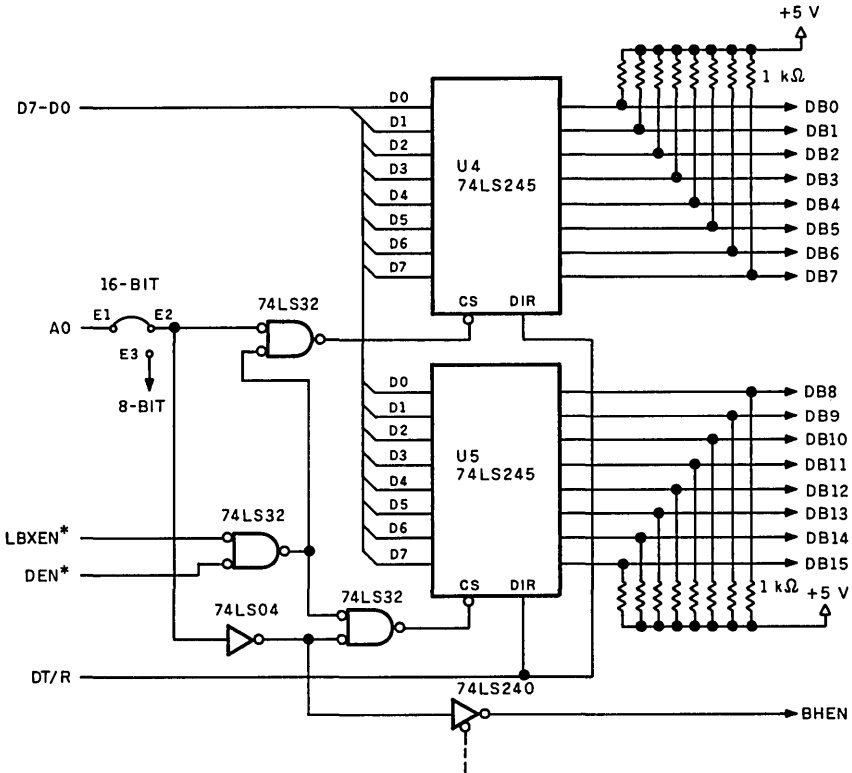 +5 V
1 kΩ
D7-D0
D0
D1
D2
D3
D4
D5
D6
D7
U4
74LS245
CS
DIR
DB0
DB1
DB2
DB3
DB4
DB5
DB6
DB7
16-BIT
A0
E1
E2
E3
8-BIT
74LS32
D0
D1
D2
D3
D4
D5
D6
D7
U5
74LS245
CS
DIR
DB8
DB9
DB10
DB11
DB12
DB13
DB14
DB15
1 kΩ
+5 V
74LS32
LBXEN*
DEN*
74LS32
74LS04
DT/R
74LS240
BHEN